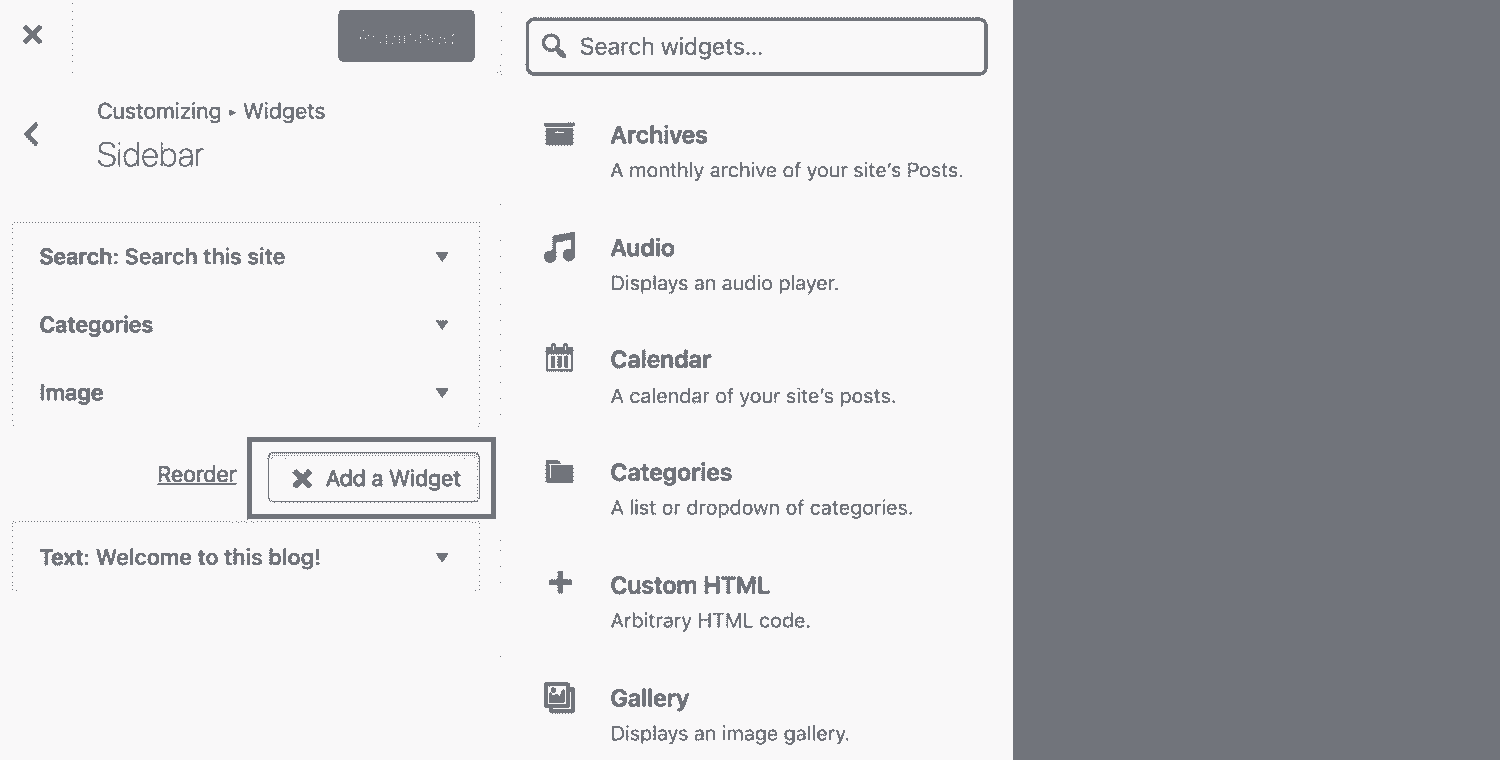 Customizing ▸ Widgets
Sidebar
Search: Search this site
Categories
Image
Reorder
Add a Widget
Text: Welcome to this blog!
Search widgets...
Archives
A monthly archive of your site's Posts.
Audio
Displays an audio player.
Calendar
A calendar of your site's posts.
Categories
A list or dropdown of categories.
Custom HTML
Arbitrary HTML code.
Gallery
Displays an image gallery.